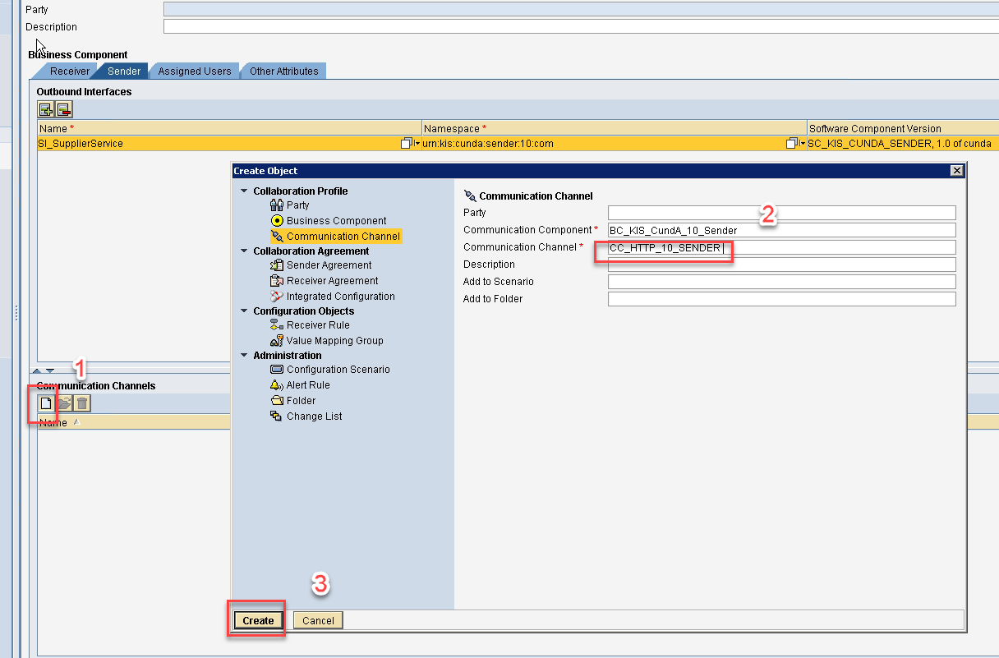 Party
Description
Business Component
Receiver Sender Assigned Users Other Attributes
Outbound Interfaces
Name * Namespace * Software Component Version
SI_SupplierService urn:kis:cunda:sender:10:com SC_KIS_CUNDA_SENDER, 1.0 of cunda
Create Object
Collaboration Profile
Party
Business Component
Communication Channel
Collaboration Agreement
Sender Agreement
Receiver Agreement
Integrated Configuration
Configuration Objects
Receiver Rule
Value Mapping Group
Administration
Configuration Scenario
Alert Rule
Folder
Change List
Communication Channel
Party
2
Communication Component * BC_KIS_CundA_10_Sender
Communication Channel * CC_HTTP_10_SENDER
Description
Add to Scenario
Add to Folder
1
Communication Channels
Name
3
Create Cancel